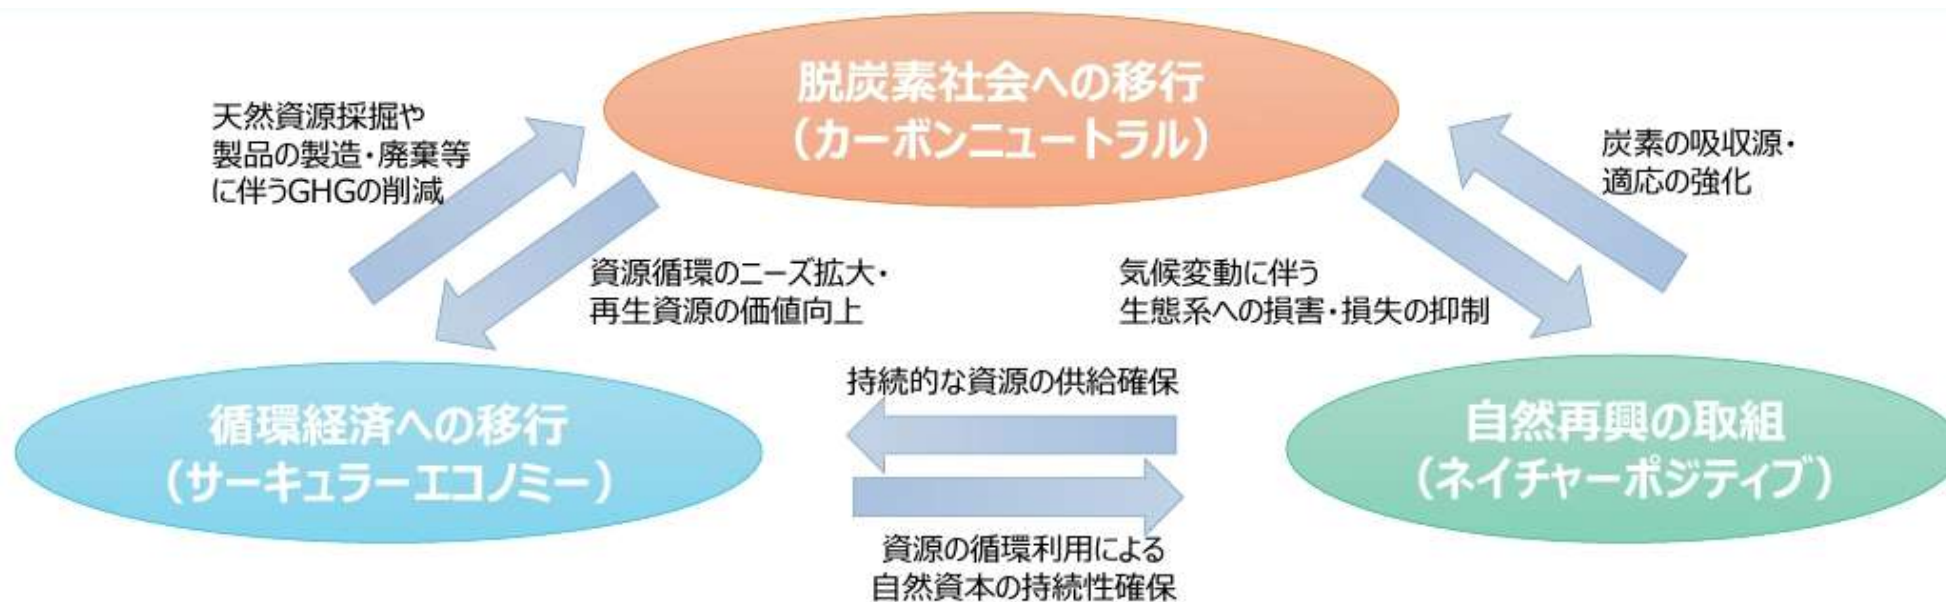 脱炭素社会への移行
（カーボンニュートラル）
天然資源採掘や
製品の製造・廃棄等
に伴うGHGの削減
炭素の吸収源・
適応の強化
資源循環のニーズ拡大・
再生資源の価値向上
気候変動に伴う
生態系への損害・損失の抑制
持続的な資源の供給確保
循環経済への移行
（サーキュラーエコノミー）
自然再興の取組
（ネイチャーポジティブ）
資源の循環利用による
自然資本の持続性確保